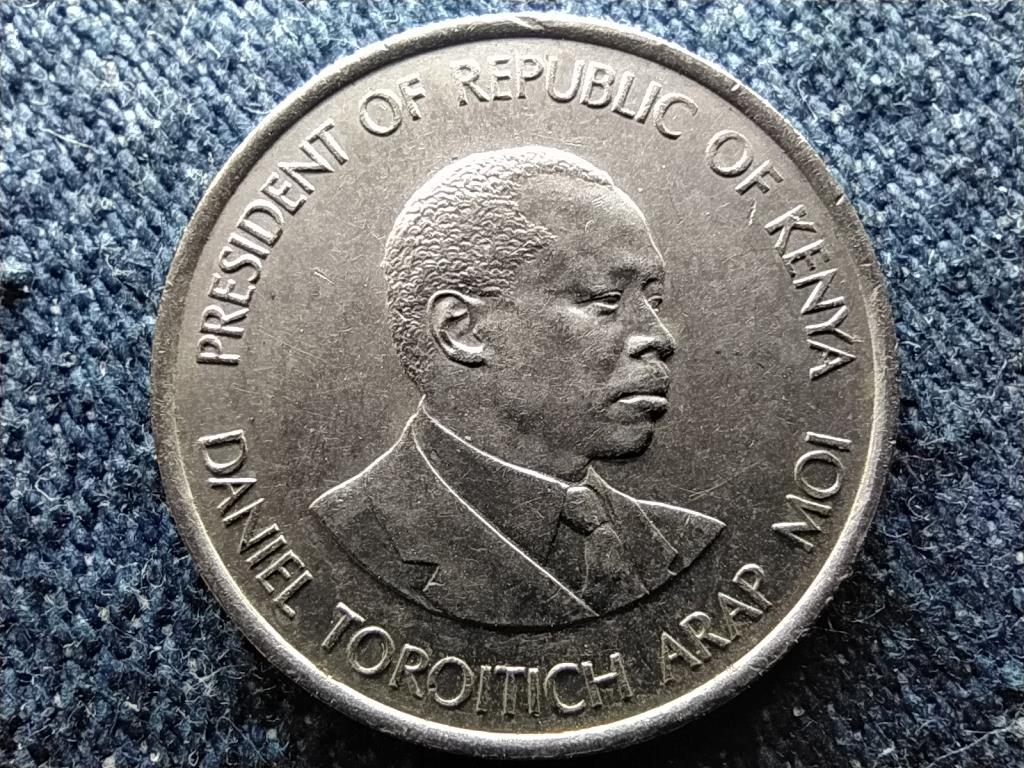 PRESIDENT OF REPUBLIC OF KENYA
DANIEL TOROITICH ARAP MOI